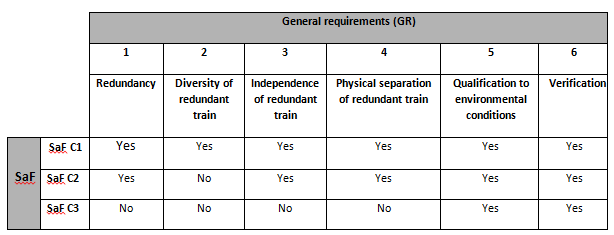 General requirements (GR)
1 2 3 4 5 6
Redundancy Diversity of redundant train Independence of redundant train Physical separation of redundant train Qualification to environmental conditions Verification
SaF SaF C1 Yes Yes Yes Yes Yes Yes
SaF C2 Yes No Yes Yes Yes Yes
SaF C3 No No No No Yes Yes